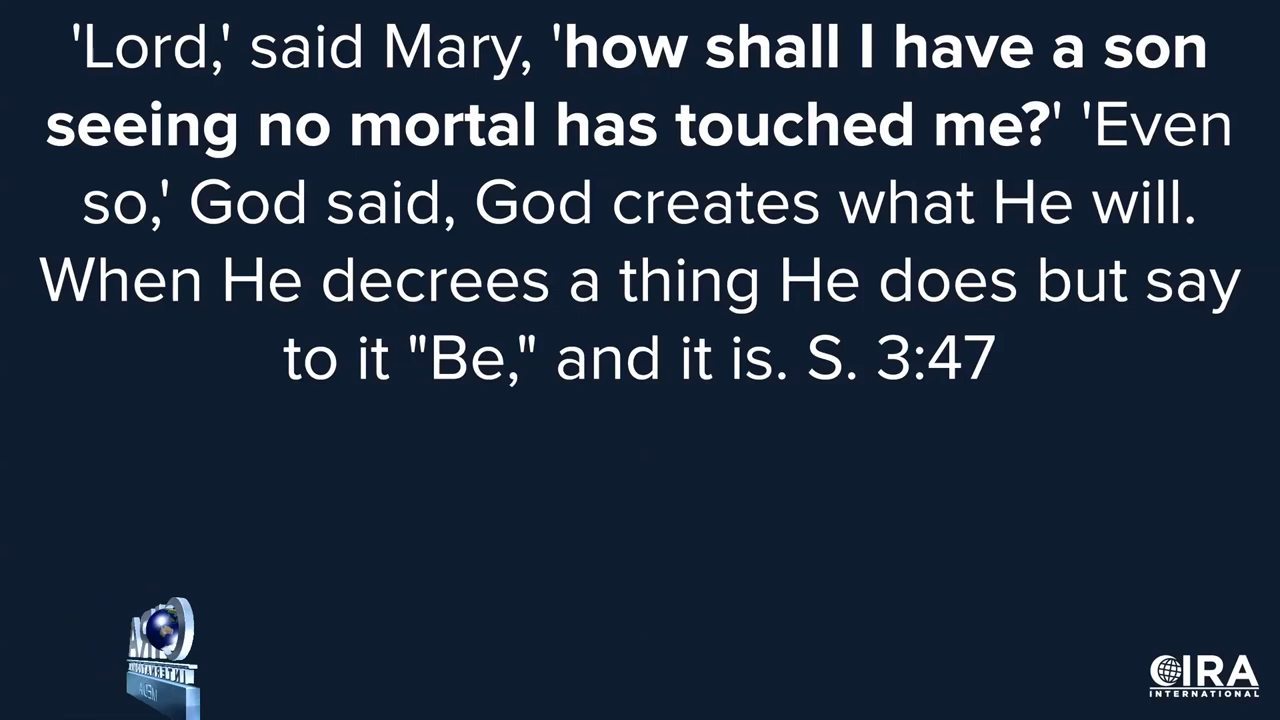 'Lord,' said Mary, 'how shall I have a son
seeing no mortal has touched me?' 'Even
so,' God said, God creates what He will.
When He decrees a thing He does but say
to it "Be," and it is. S. 3:47
CIRA
INTERNATIONAL